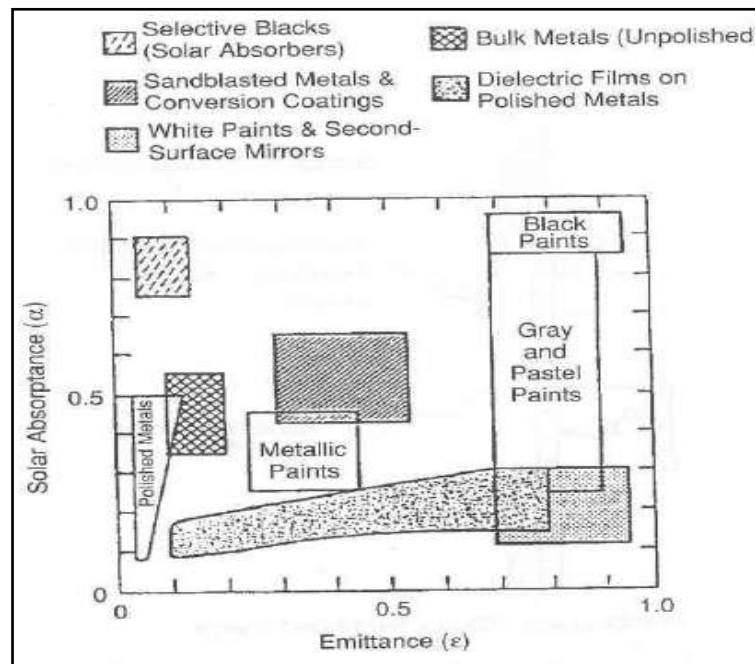 Selective Blacks
(Solar Absorbers)
Sandblasted Metals &
Conversion Coatings
White Paints & Second-
Surface Mirrors
Bulk Metals (Unpolished)
Dielectric Films on
Polished Metals
1.0
Black
Paints
Gray
and
Pastel
Paints
Solar Absorptance (α)
0.5
Polished Metals
Metallic
Paints
0
0
0.5
1.0
Emittance (ε)